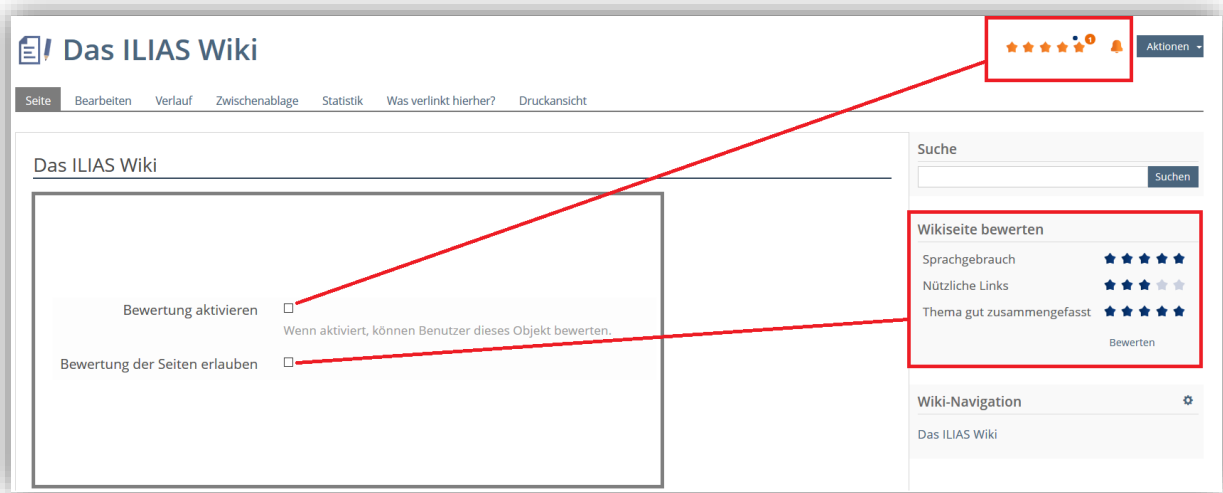 Das ILIAS Wiki
1
Aktionen
Seite Bearbeiten Verlauf Zwischenablage Statistik Was verlinkt hierher? Druckansicht
Das ILIAS Wiki
Bewertung aktivieren
Wenn aktiviert, können Benutzer dieses Objekt bewerten.
Bewertung der Seiten erlauben
Suche
Suchen
Wikiseite bewerten
Sprachgebrauch
Nützliche Links
Thema gut zusammengefasst
Bewerten
Wiki-Navigation
Das ILIAS Wiki